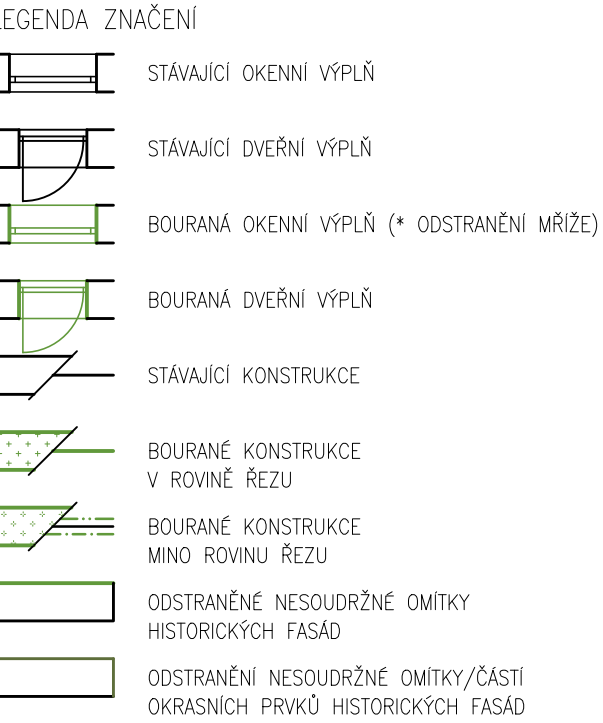 LEGENDA ZNAČENÍ
STÁVAJÍCÍ OKENNÍ VÝPLŇ
STÁVAJÍCÍ DVEŘNÍ VÝPLŇ
BOURANÁ OKENNÍ VÝPLŇ (* ODSTRANĚNÍ MŘÍŽE)
BOURANÁ DVEŘNÍ VÝPLŇ
STÁVAJÍCÍ KONSTRUKCE
BOURANÉ KONSTRUKCE
V ROVINĚ ŘEZU
BOURANÉ KONSTRUKCE
MINO ROVINU ŘEZU
ODSTRANĚNÉ NESOUDRŽNÉ OMÍTKY
HISTORICKÝCH FASÁD
ODSTRANĚNÍ NESOUDRŽNÉ OMÍTKY/ČÁSTÍ
OKRASNÍCH PRVKŮ HISTORICKÝCH FASÁD